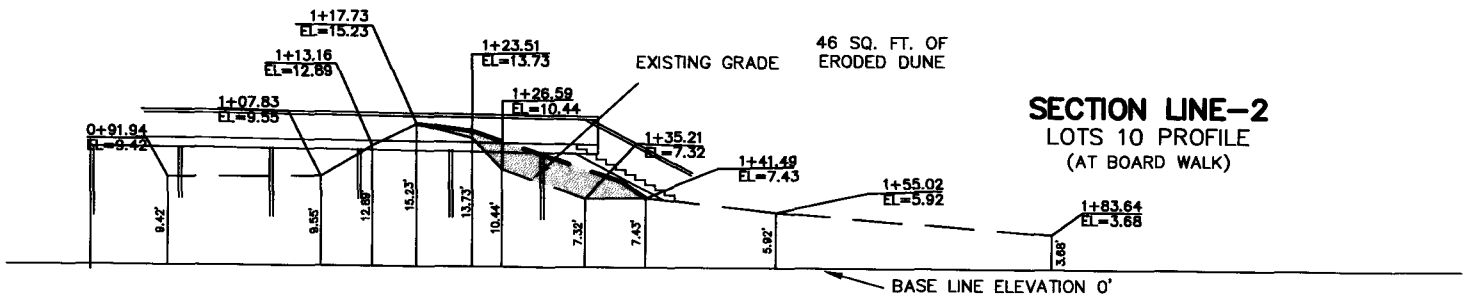 1+17.73
EL=15.23
1+13.16
EL=12.89
1+23.51
EL=13.73
46 SQ. FT. OF
ERODED DUNE
EXISTING GRADE
1+07.83
EL=9.55
1+26.59
EL=10.44
0+91.94
EL=9.42
1+35.21
EL=7.32
1+41.49
EL=7.43
SECTION LINE-2
LOTS 10 PROFILE
(AT BOARD WALK)
1+55.02
EL=5.92
1+83.64
EL=3.68
9.42'
9.55'
12.89'
15.23'
13.73'
10.44'
7.32'
7.43'
5.92'
3.68'
BASE LINE ELEVATION 0'